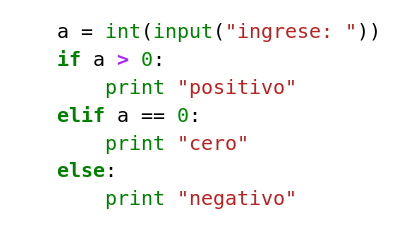 a = int(input("ingrese: "))
if a > 0:
    print "positivo"
elif a == 0:
    print "cero"
else:
    print "negativo"